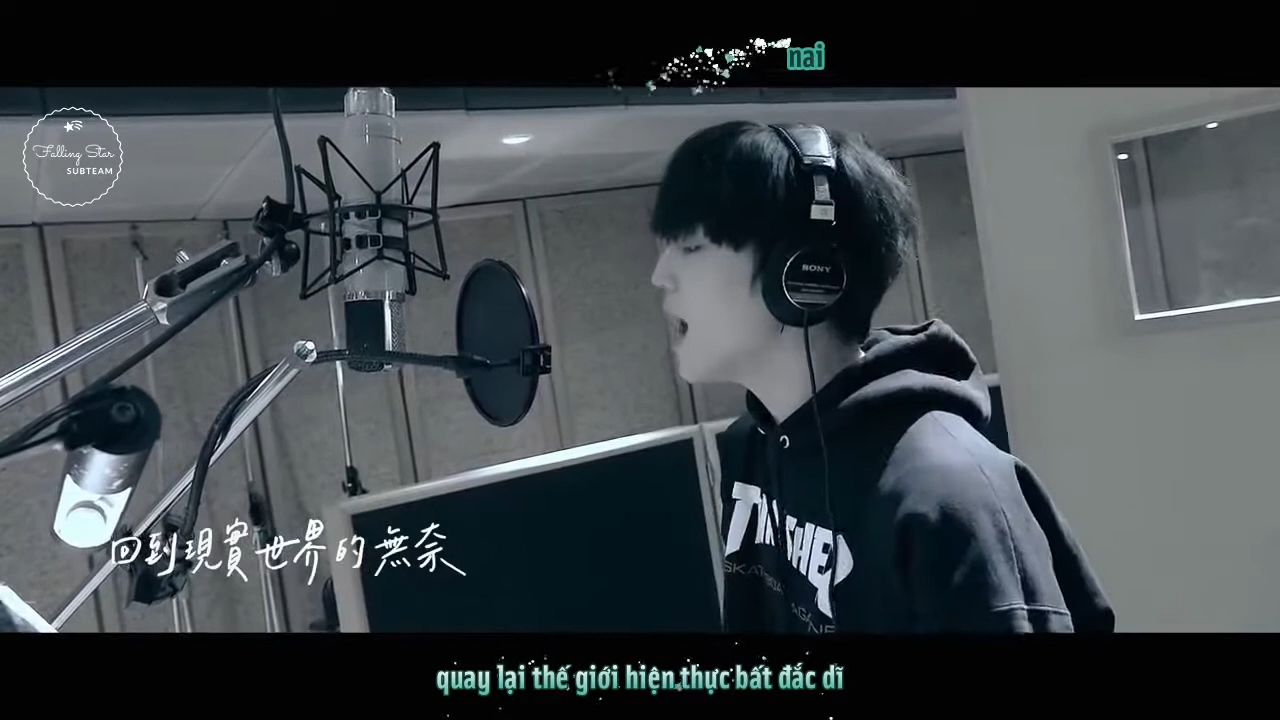 nai
Falling Star
SUBTEAM
SONY
THRASHER
回到現實世界的無奈
quay lại thế giới hiện thực bất đắc dĩ